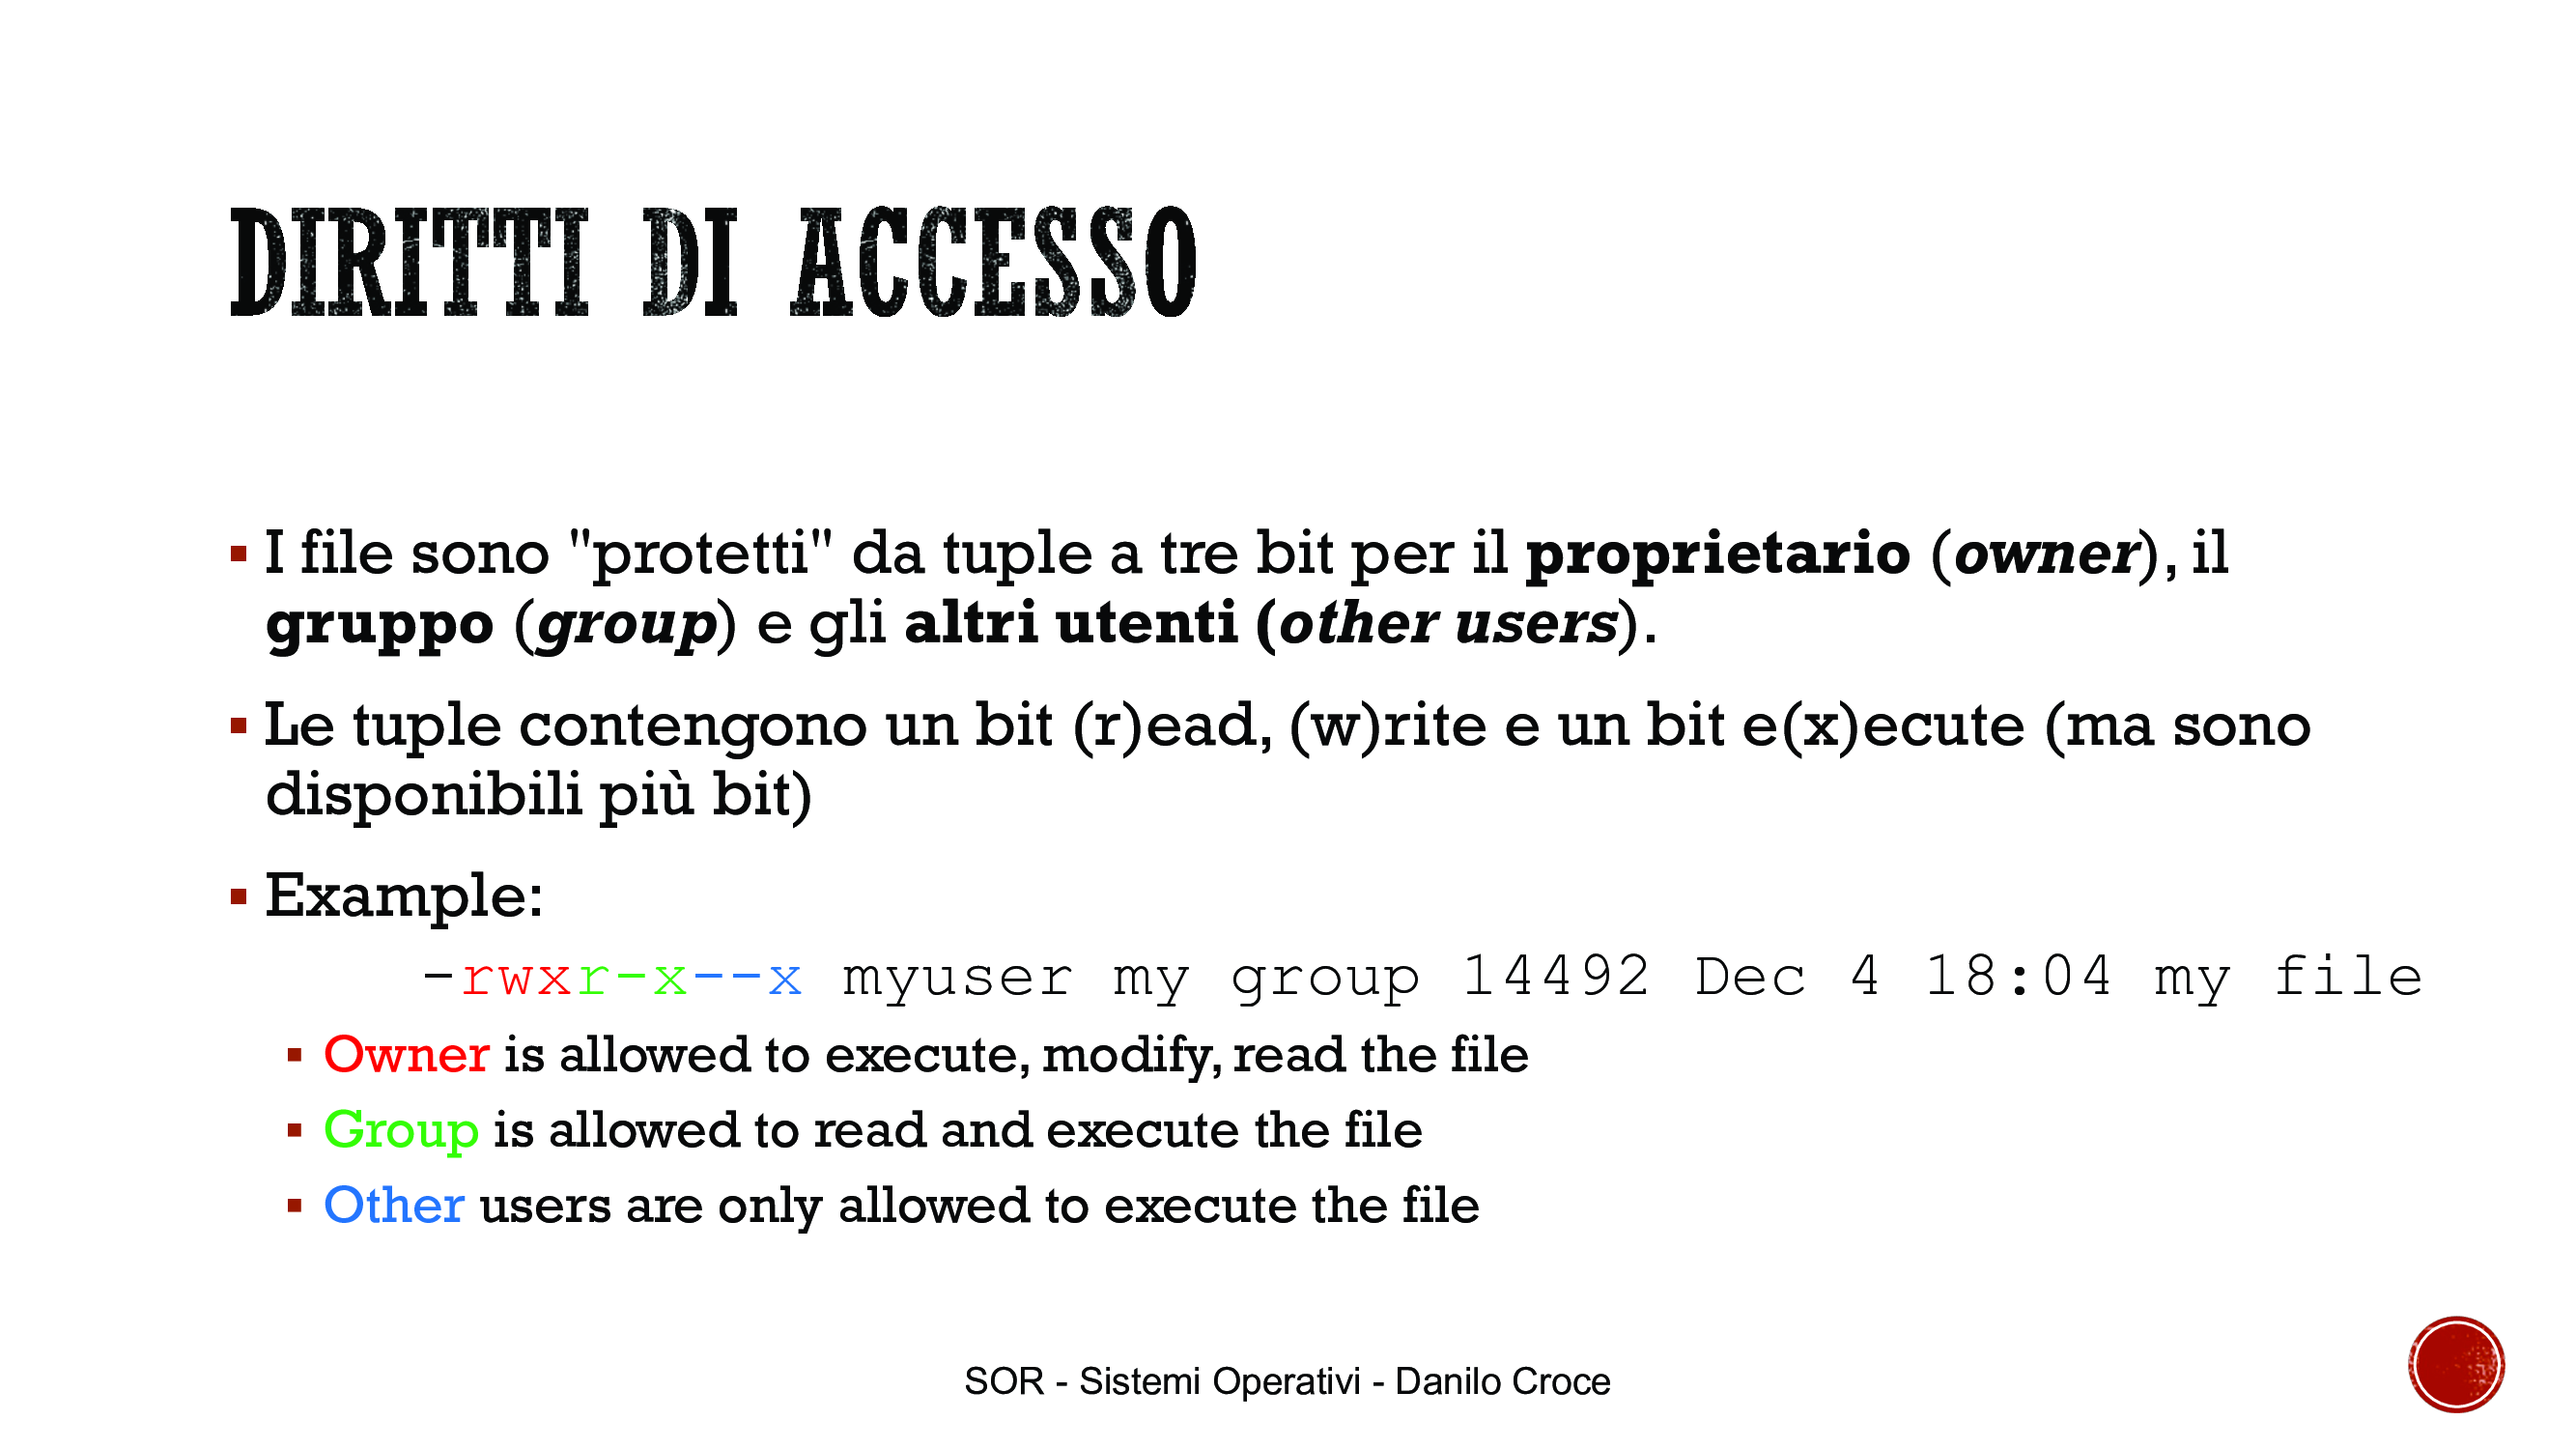 DIRITTI DI ACCESSO
▪ I file sono "protetti" da tuple a tre bit per il proprietario (owner), il
gruppo (group) e gli altri utenti (other users).
▪ Le tuple contengono un bit (r)ead, (w)rite e un bit e(x)ecute (ma sono
disponibili più bit)
▪ Example:
-rwxr-x--x myuser my group 14492 Dec 4 18:04 my file
▪ Owner is allowed to execute, modify, read the file
▪ Group is allowed to read and execute the file
▪ Other users are only allowed to execute the file
SOR - Sistemi Operativi - Danilo Croce